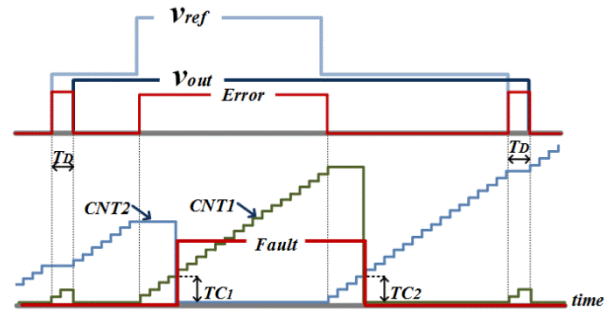 vref
vout
Error
TD
TD
CNT2
CNT1
Fault
TC1
TC2
time